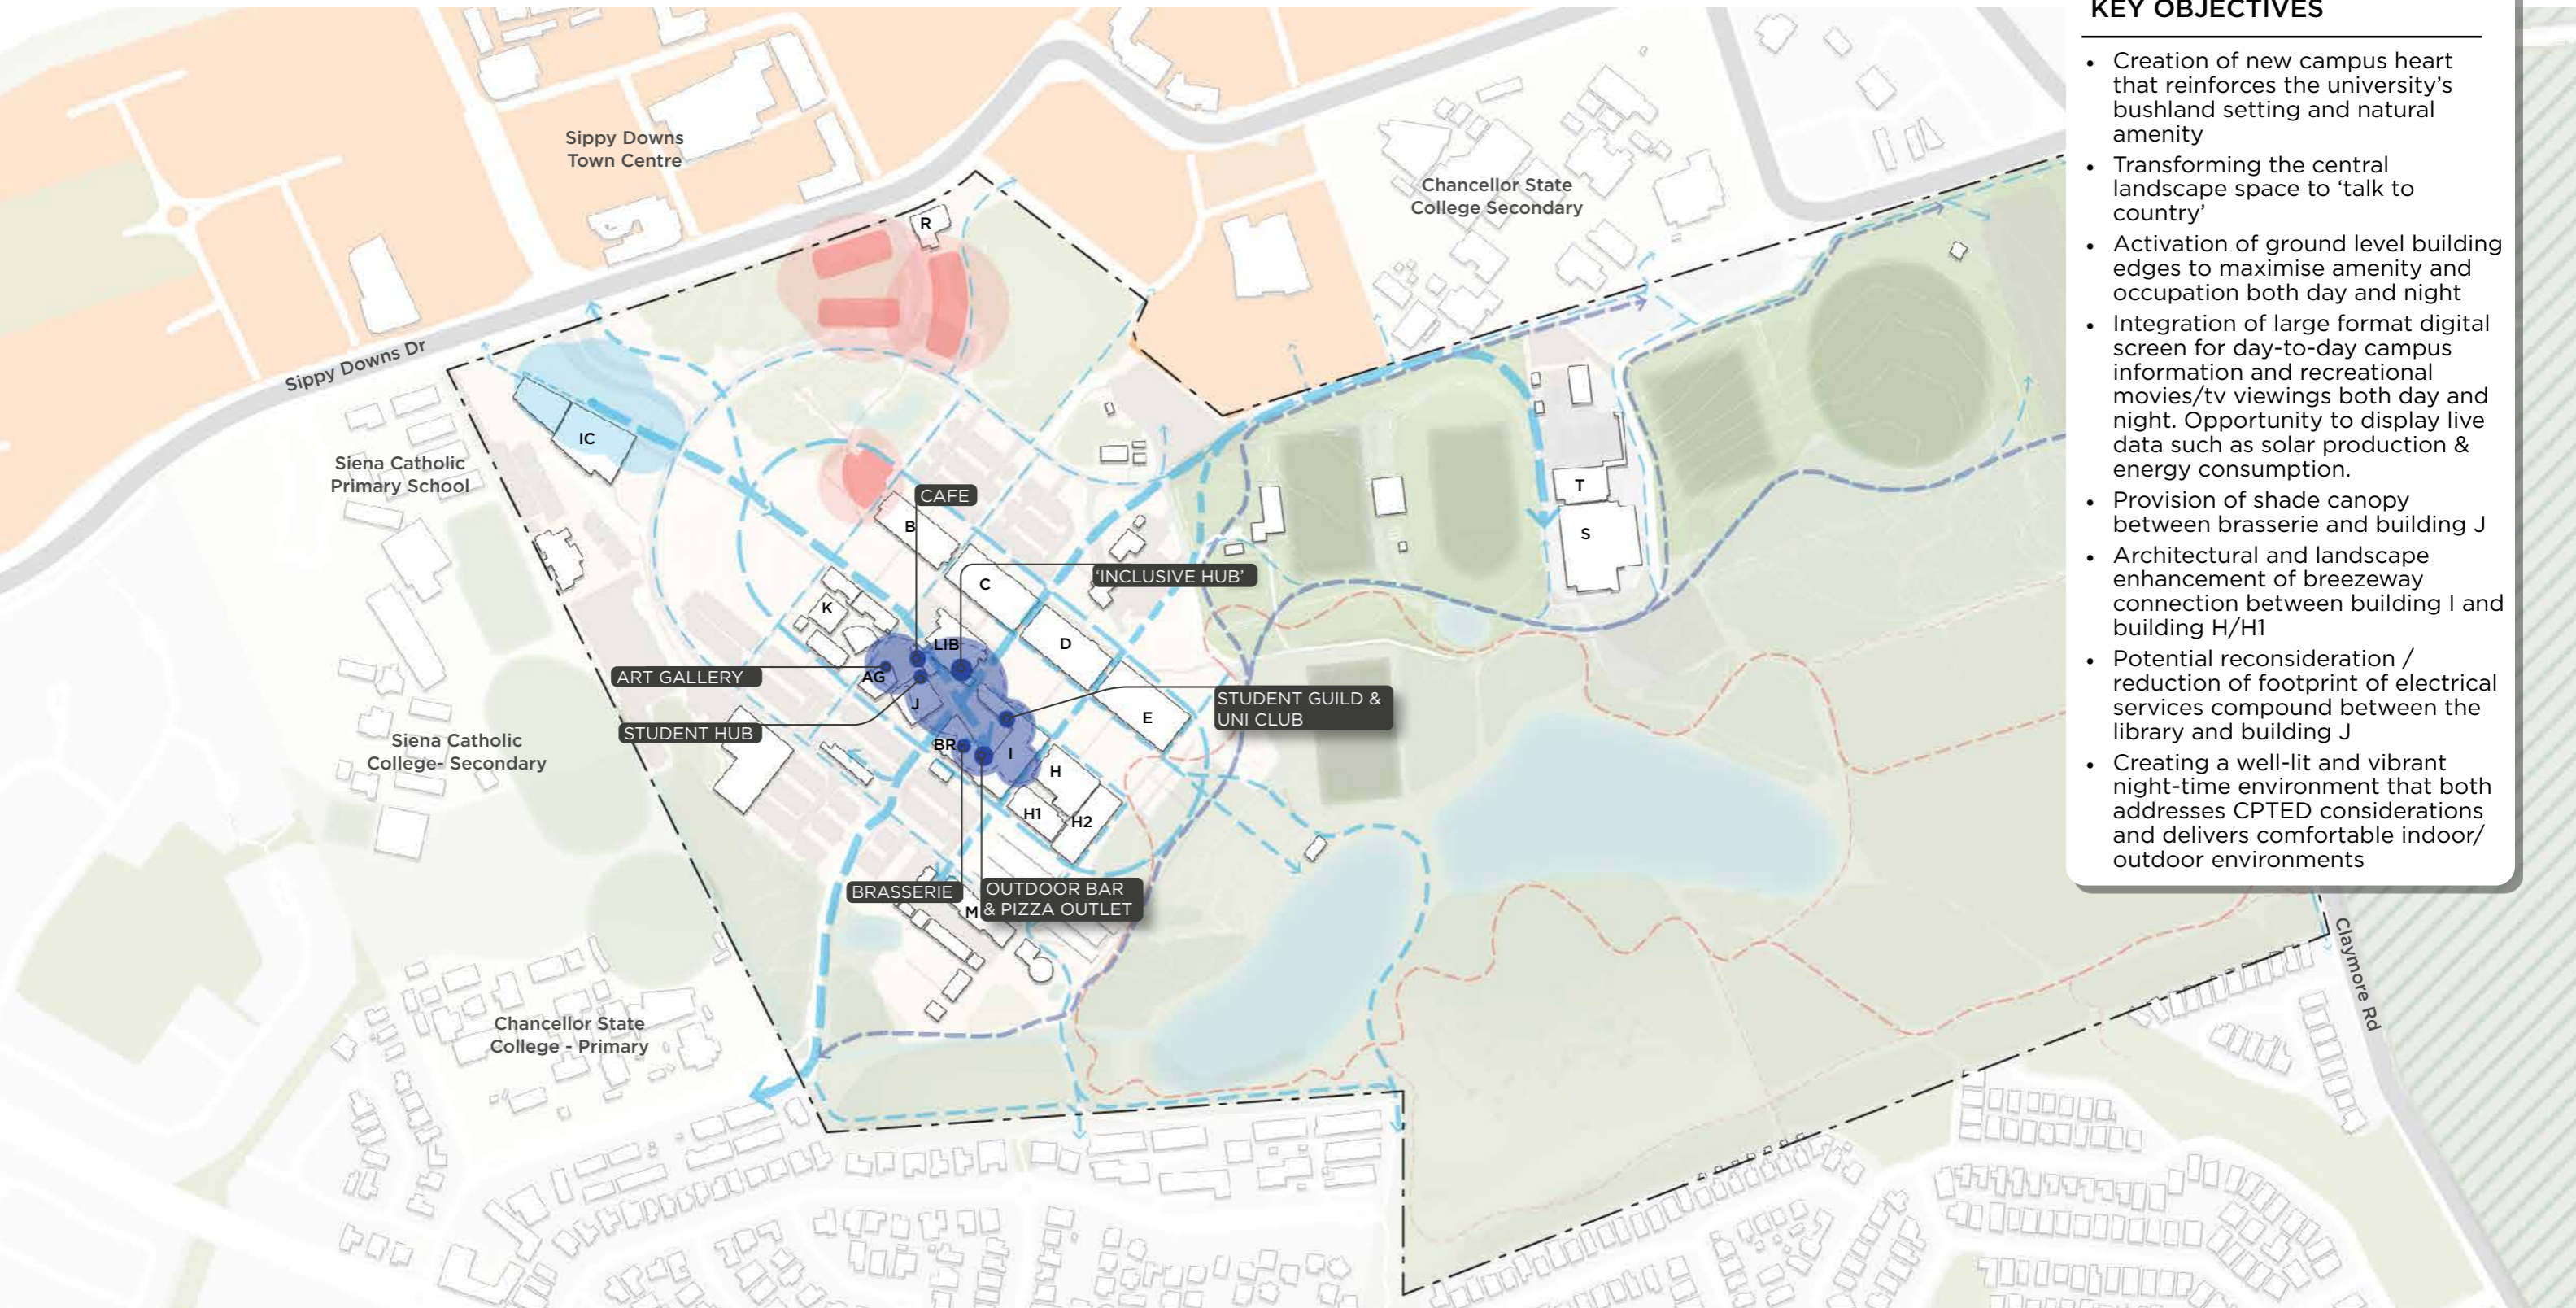 KEY OBJECTIVES
• Creation of new campus heart
that reinforces the university’s
bushland setting and natural
amenity
• Transforming the central
landscape space to ‘talk to
country’
• Activation of ground level building
edges to maximise amenity and
occupation both day and night
• Integration of large format digital
screen for day-to-day campus
information and recreational
movies/tv viewings both day and
night. Opportunity to display live
data such as solar production &
energy consumption.
• Provision of shade canopy
between brasserie and building J
• Architectural and landscape
enhancement of breezeway
connection between building I and
building H/H1
• Potential reconsideration /
reduction of footprint of electrical
services compound between the
library and building J
• Creating a well-lit and vibrant
night-time environment that both
addresses CPTED considerations
and delivers comfortable indoor/
outdoor environments
Sippy Downs
Town Centre
Chancellor State
College Secondary
R
Sippy Downs Dr
IC
Siena Catholic
Primary School
CAFE
T
B
S
‘INCLUSIVE HUB’
C
K
LIB
D
ART GALLERY
AG
STUDENT GUILD &
UNI CLUB
J
E
STUDENT HUB
Siena Catholic
College- Secondary
BR
I
H
H1
H2
BRASSERIE
OUTDOOR BAR
& PIZZA OUTLET
M
Claymore Rd
Chancellor State
College - Primary